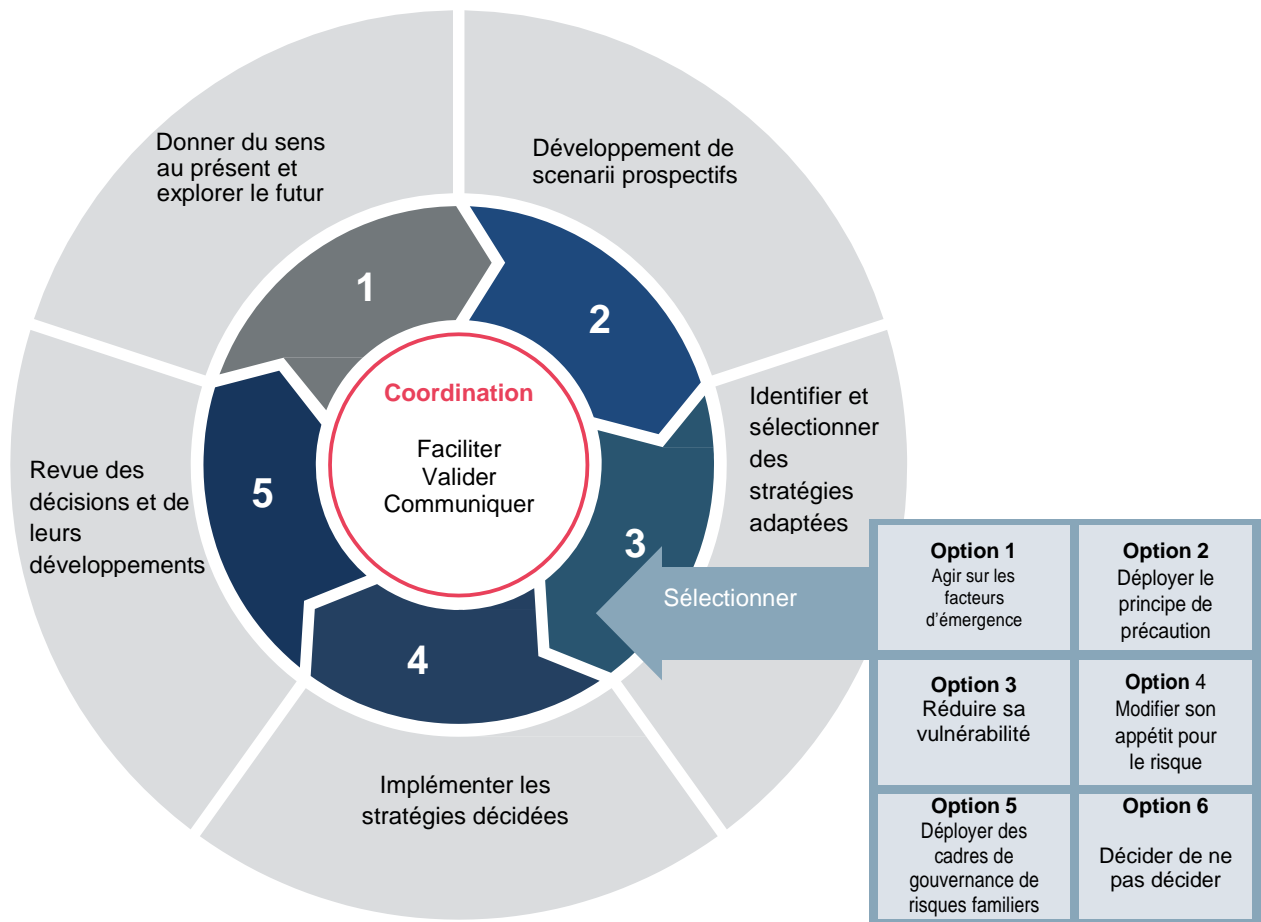 Donner du sens
au présent et
explorer le futur
Développement de
scenarii prospectifs
1
2
Coordination
Faciliter
Valider
Communiquer
Identifier et
sélectionner
des
stratégies
adaptées
Revue des
décisions et de
leurs
développements
5
3
Sélectionner
4
Implémenter les
stratégies décidées
Option 1
Agir sur les
facteurs
d'émergence
Option 2
Déployer le
principe de
précaution
Option 3
Réduire sa
vulnérabilité
Option 4
Modifier son
appétit pour
le risque
Option 5
Déployer des
cadres de
gouvernance de
risques familiers
Option 6
Décider de ne
pas décider